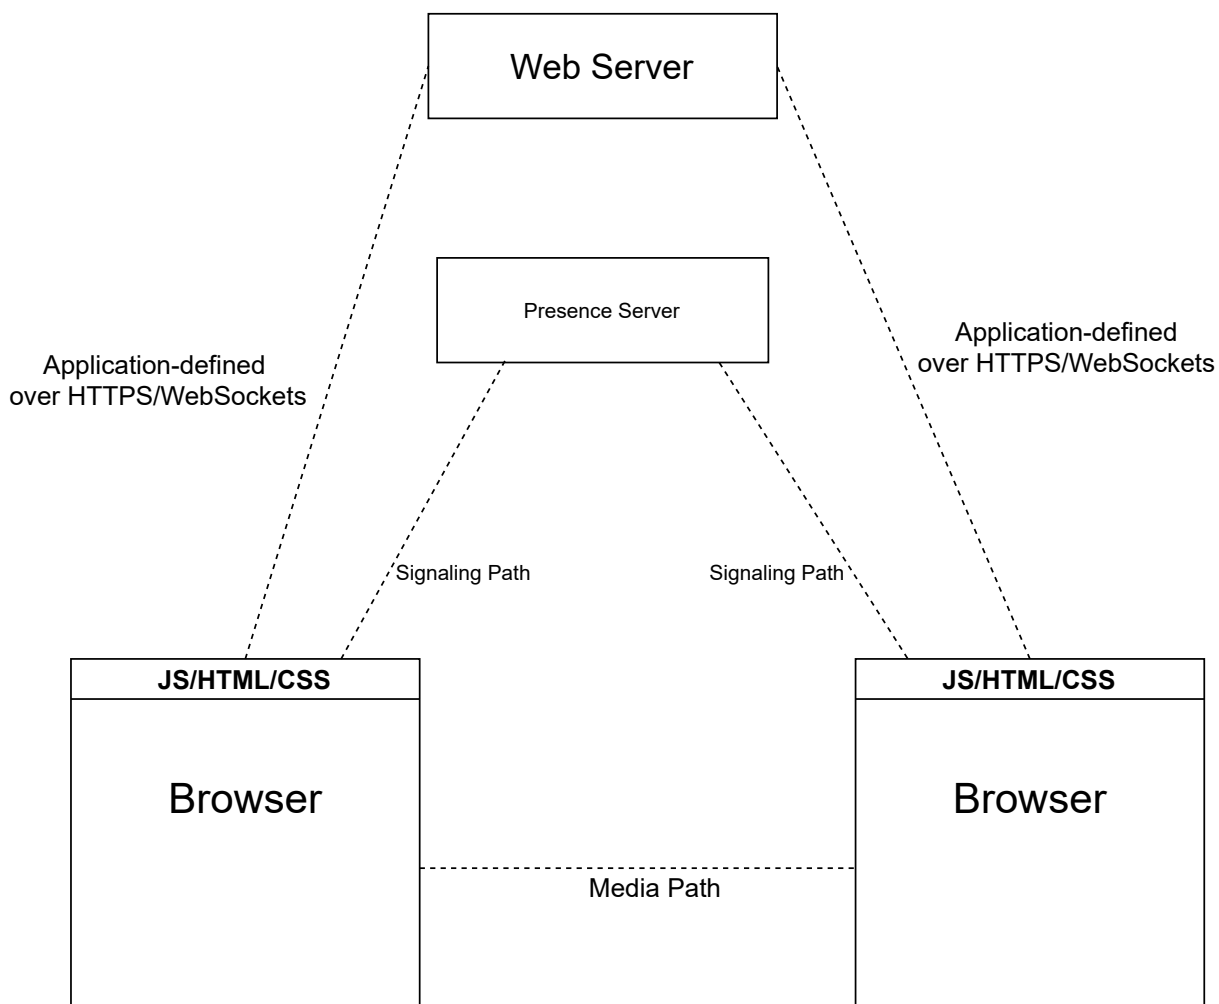 Web Server
Presence Server
Application-defined
over HTTPS/WebSockets
Application-defined
over HTTPS/WebSockets
Signaling Path
Signaling Path
JS/HTML/CSS
JS/HTML/CSS
Browser
Browser
Media Path